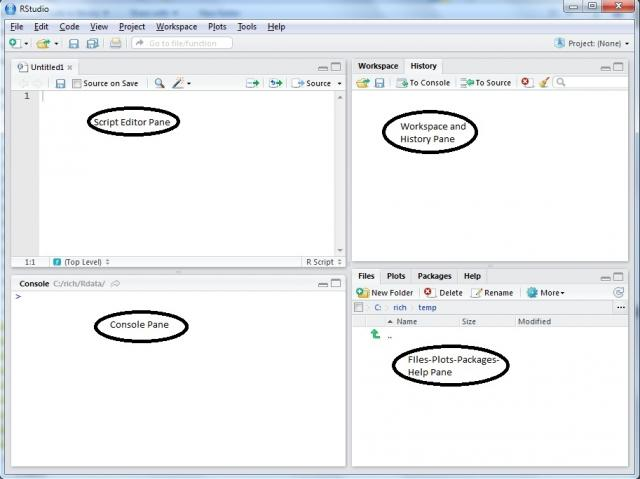 RStudio
File Edit Code View Project Workspace Plots Tools Help
Go to file/function
Project: (None)
Untitled1
Source on Save
Source
1
Script Editor Pane
1:1
(Top Level)
R Script
Workspace History
To Console
To Source
Workspace and
History Pane
Console C:/rich/Rdata/
>
Console Pane
Files Plots Packages Help
New Folder Delete Rename More
C: rich temp
...
Name Size Modified
..
FIles-Plots-Packages-
Help Pane